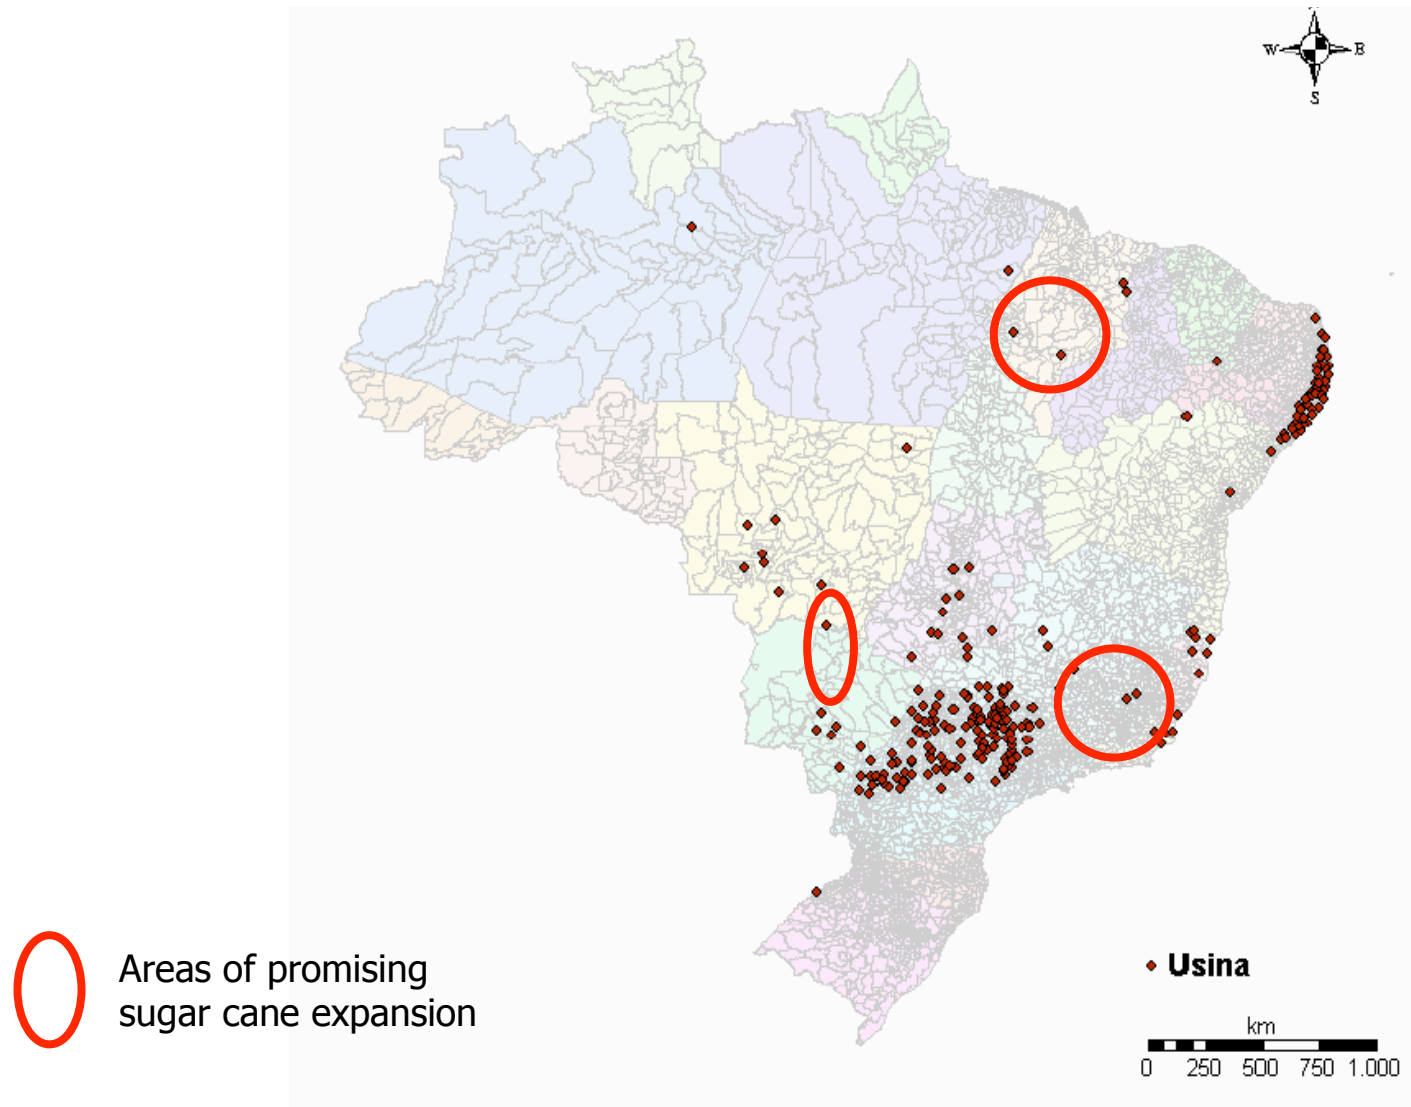 W
E
S
Areas of promising
sugar cane expansion
Usina
km
0 250 500 750 1.000